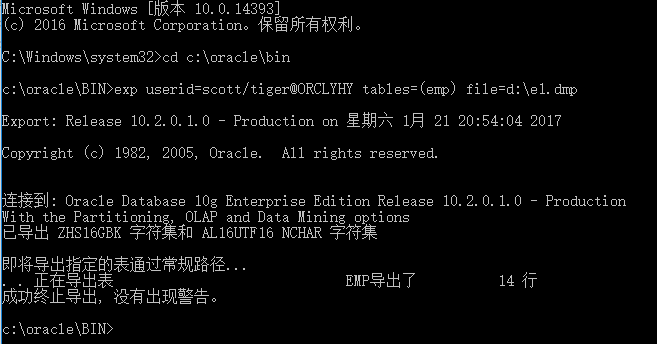 Microsoft Windows [版本 10.0.14393]
(c) 2016 Microsoft Corporation。保留所有权利。
C:\Windows\system32>cd c:\oracle\bin
c:\oracle\BIN>exp userid=scott/tiger@ORCLYHY tables=(emp) file=d:\e1.dmp
Export: Release 10.2.0.1.0 - Production on 星期六 1月 21 20:54:04 2017
Copyright (c) 1982, 2005, Oracle.  All rights reserved.
连接到: Oracle Database 10g Enterprise Edition Release 10.2.0.1.0 - Production
With the Partitioning, OLAP and Data Mining options
已导出 ZHS16GBK 字符集和 AL16UTF16 NCHAR 字符集
即将导出指定的表通过常规路径...
. . 正在导出表                             EMP导出了          14 行
成功终止导出, 没有出现警告。
c:\oracle\BIN>